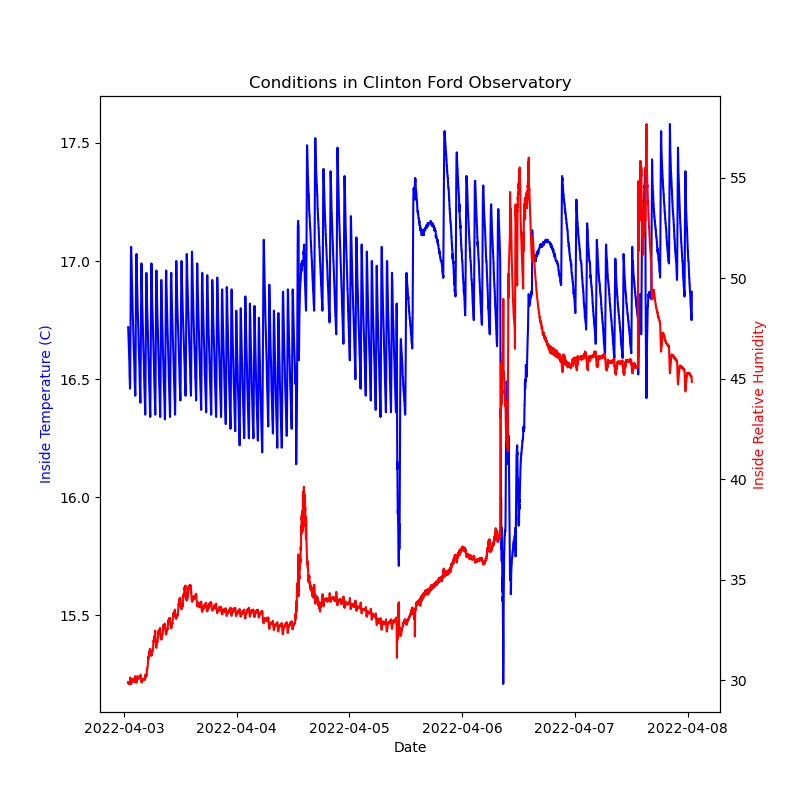 Conditions in Clinton Ford Observatory
17.5
17.0
16.5
16.0
15.5
Inside Temperature (C)
55
50
45
40
35
30
Inside Relative Humidity
2022-04-03 2022-04-04 2022-04-05 2022-04-06 2022-04-07 2022-04-08
Date